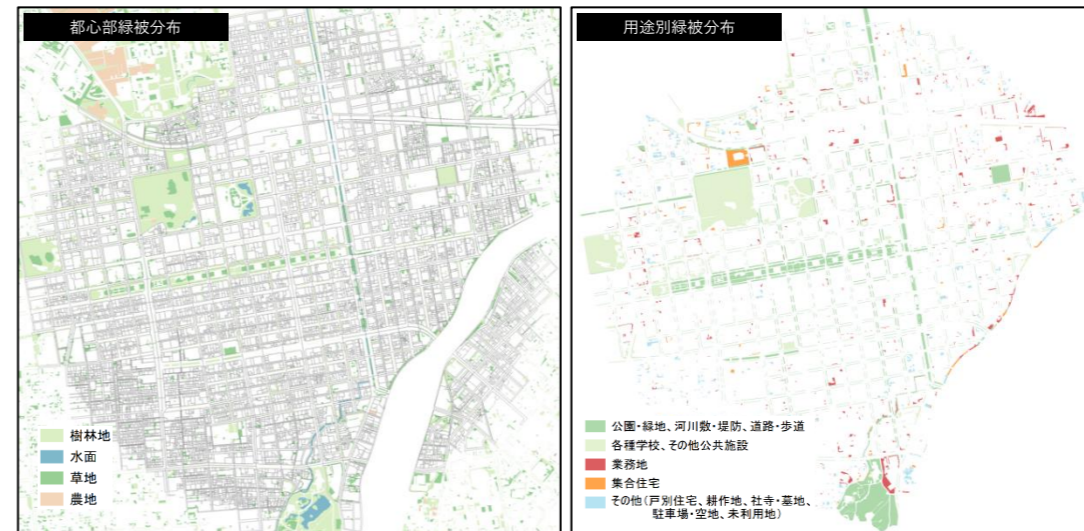 都心部緑被分布
樹林地
水面
草地
農地
用途別緑被分布
公園・緑地、河川敷・堤防、道路・歩道
各種学校、その他公共施設
業務地
集合住宅
その他(戸別住宅、耕作地、社寺・墓地、
駐車場・空地、未利用地)